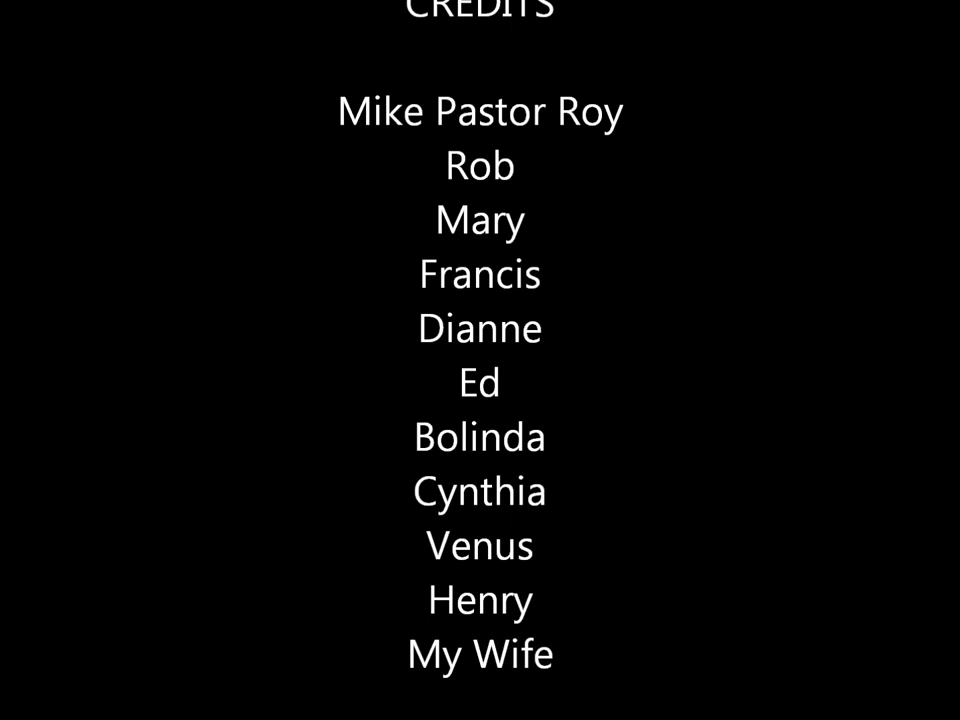 CREDITS
Mike Pastor Roy
Rob
Mary
Francis
Dianne
Ed
Bolinda
Cynthia
Venus
Henry
My Wife